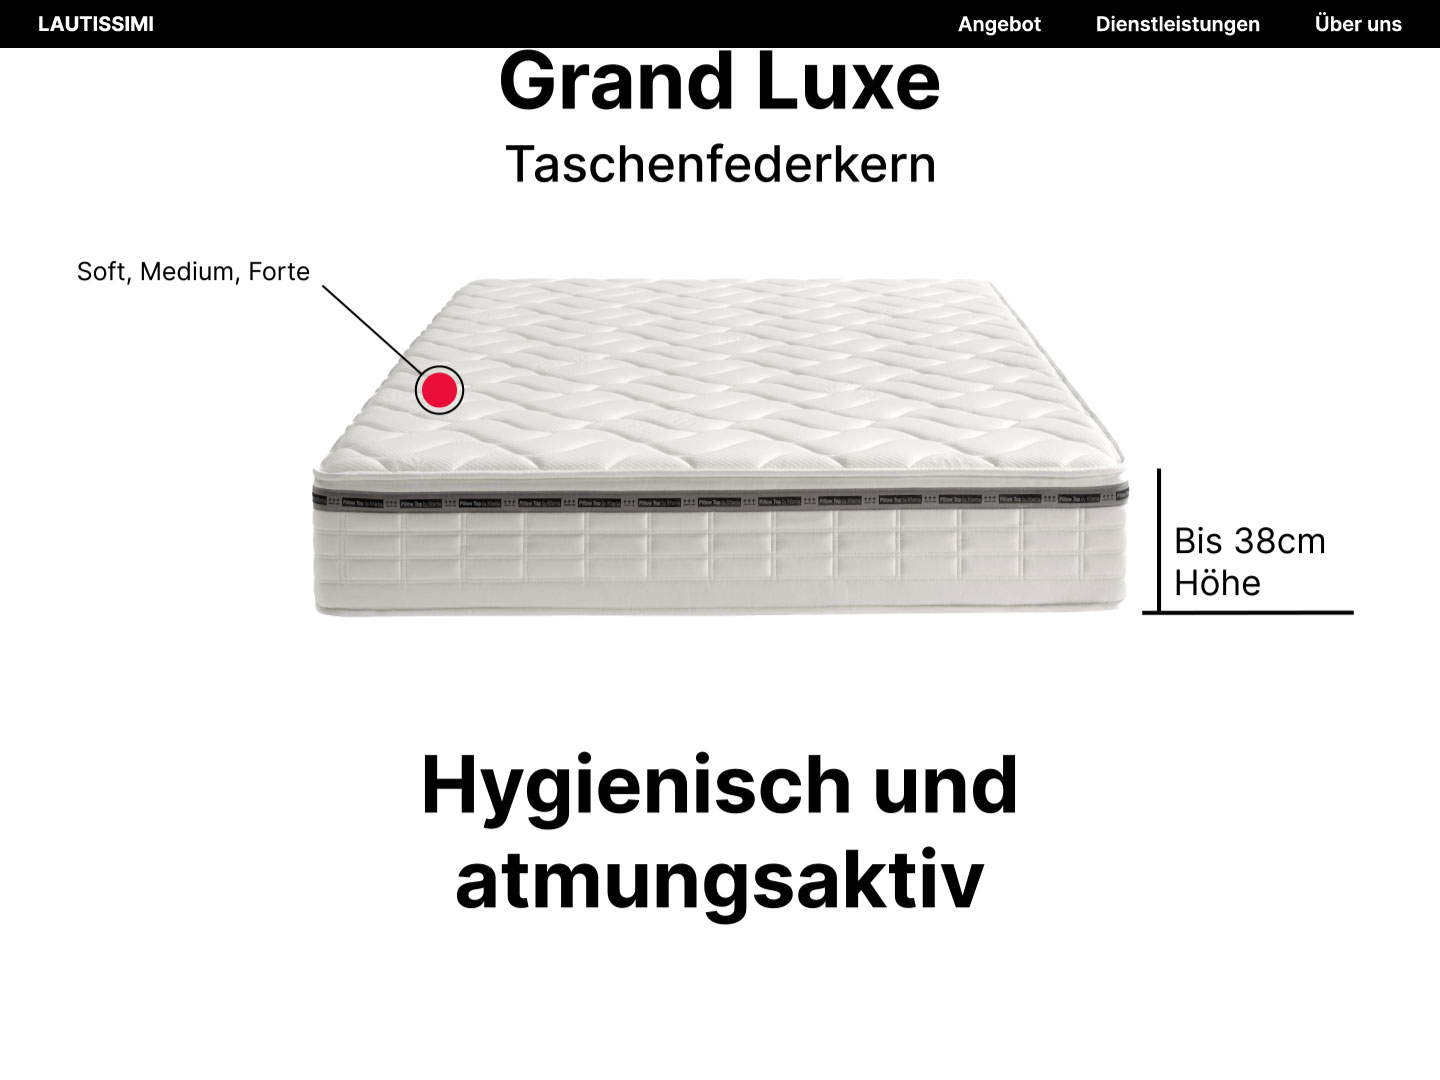 LAUTISSIMI
Angebot
Dienstleistungen
Über uns
Grand Luxe
Taschenfederkern
Soft, Medium, Forte
Bis 38cm
Höhe
Hygienisch und
atmungsaktiv